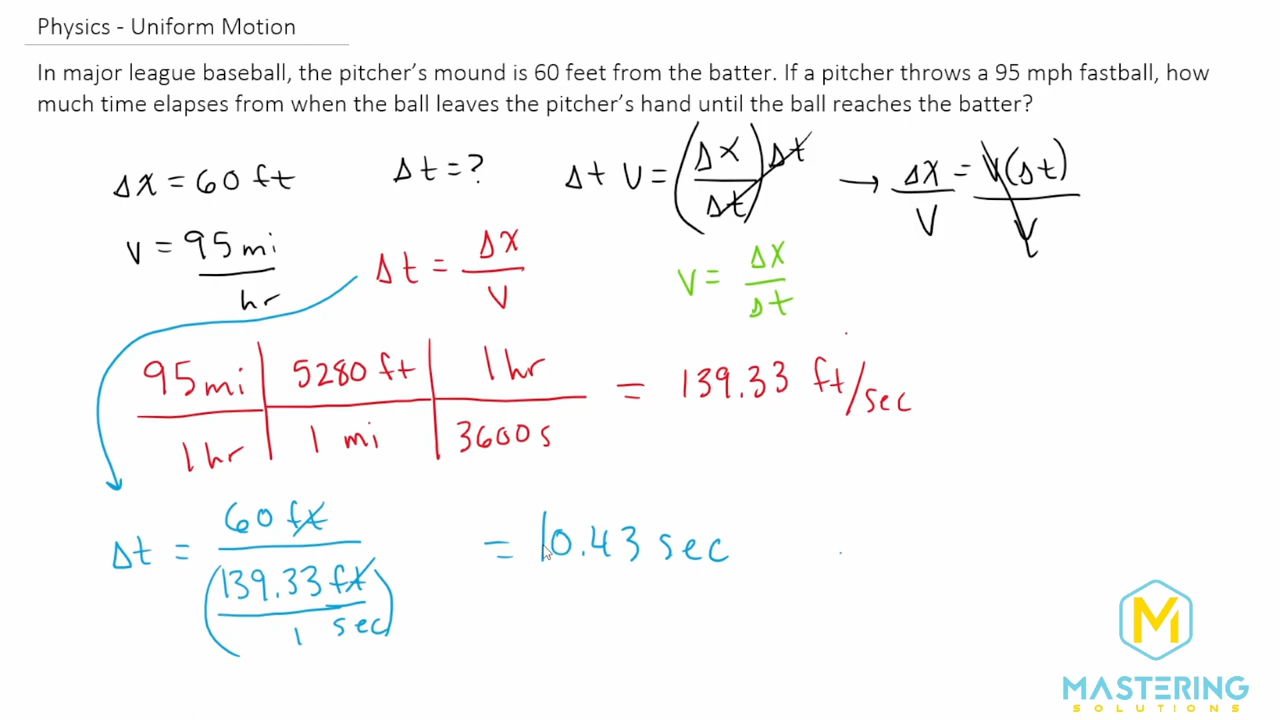 Physics - Uniform Motion
In major league baseball, the pitcher's mound is 60 feet from the batter. If a pitcher throws a 95 mph fastball, how
much time elapses from when the ball leaves the pitcher's hand until the ball reaches the batter?
Δx = 60 ft
Δt = ?
Δt v = (Δx/Δt) Δt → Δx/v = v(Δt)/v
v = 95 mi/hr
Δt = Δx/v
v = Δx/Δt
95 mi | 5280 ft | 1 hr = 139.33 ft/sec
1 hr | 1 mi | 3600 s
Δt = 60 ft/(139.33 ft/1 sec) = 0.43 sec
MASTERING
SOLUTIONS